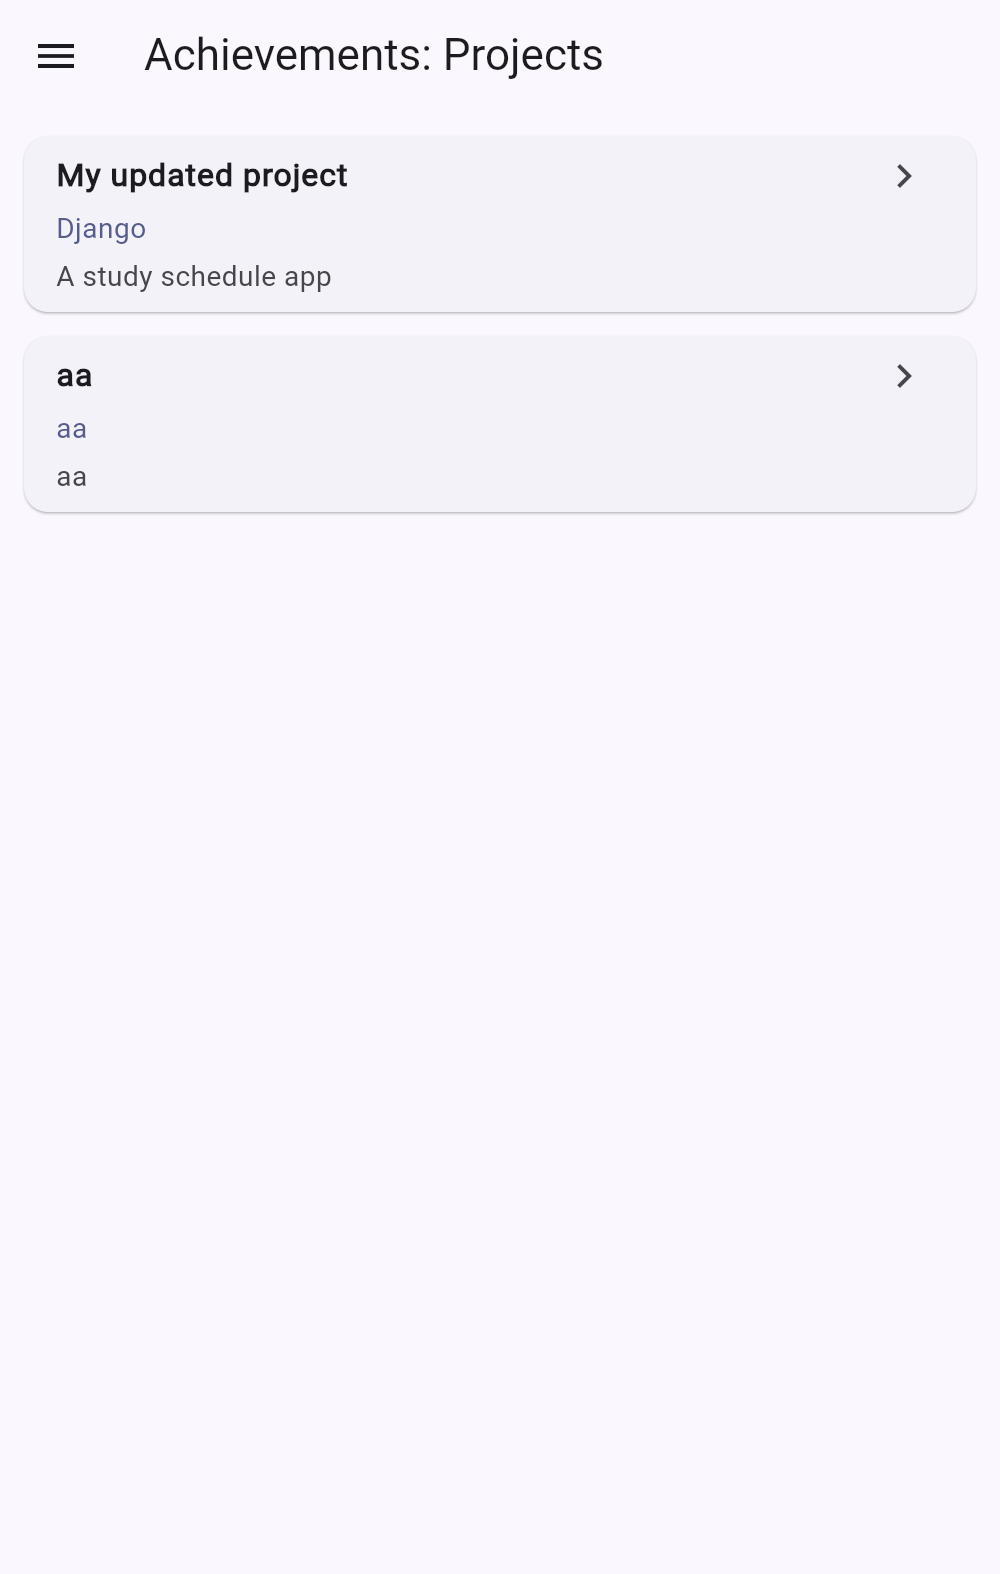 Achievements: Projects
My updated project
Django
A study schedule app
aa
aa
aa